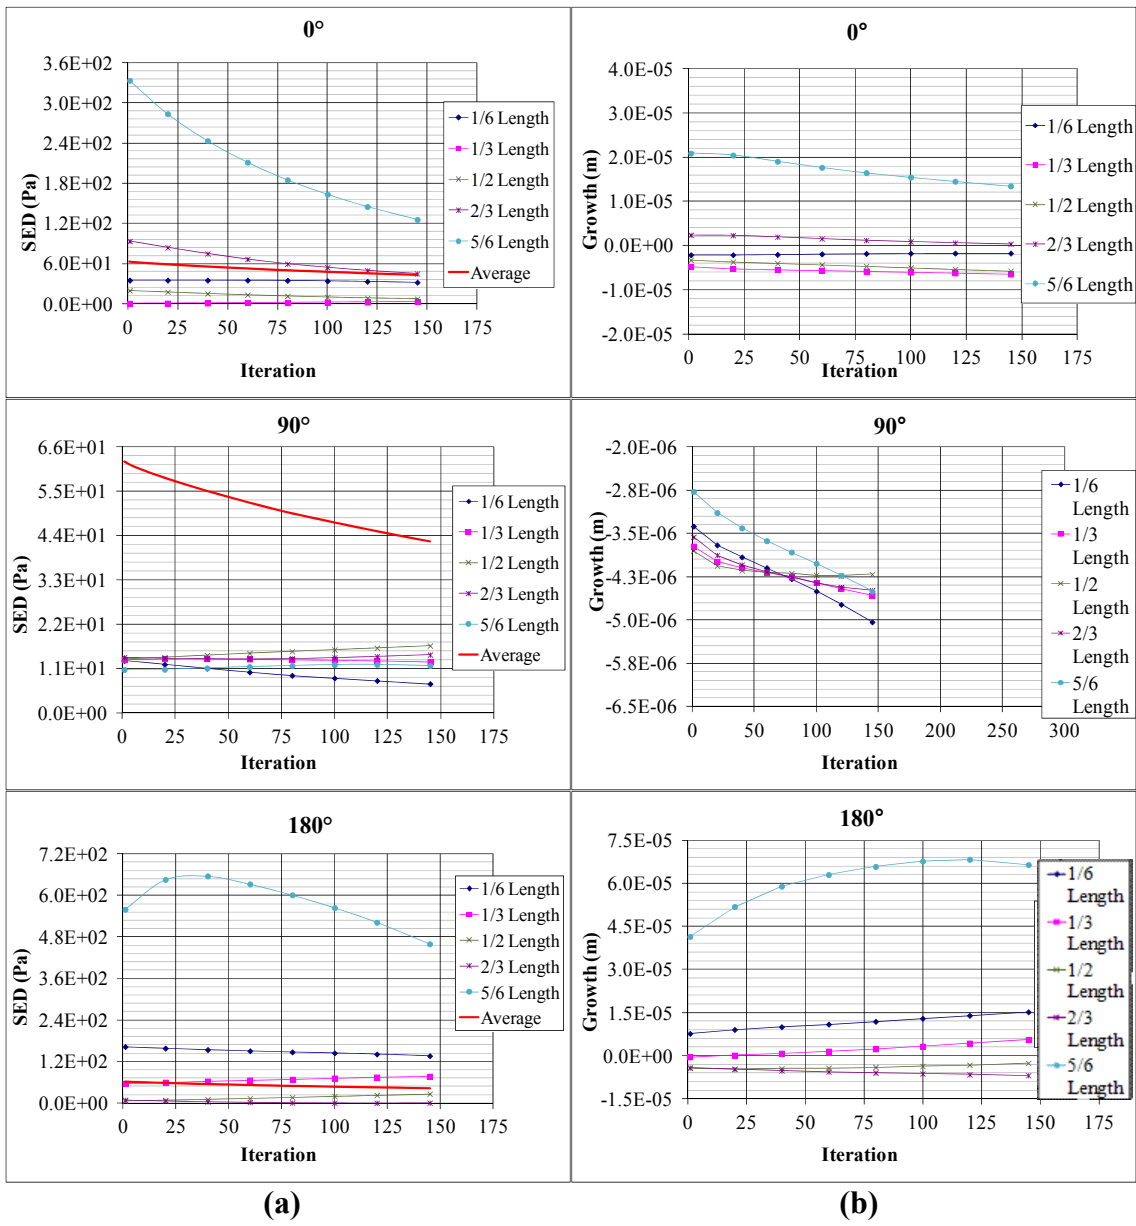 0°
SED (Pa)
3.6E+02
3.0E+02
2.4E+02
1.8E+02
1.2E+02
6.0E+01
0.0E+00
0 25 50 75 100 125 150 175
Iteration
1/6 Length
1/3 Length
1/2 Length
2/3 Length
5/6 Length
Average
0°
Growth (m)
4.0E-05
3.0E-05
2.0E-05
1.0E-05
0.0E+00
-1.0E-05
-2.0E-05
0 25 50 75 100 125 150 175
Iteration
1/6 Length
1/3 Length
1/2 Length
2/3 Length
5/6 Length
90°
SED (Pa)
6.6E+01
5.5E+01
4.4E+01
3.3E+01
2.2E+01
1.1E+01
0.0E+00
0 25 50 75 100 125 150 175
Iteration
1/6 Length
1/3 Length
1/2 Length
2/3 Length
5/6 Length
Average
90°
Growth (m)
-2.0E-06
-2.8E-06
-3.5E-06
-4.3E-06
-5.0E-06
-5.8E-06
-6.5E-06
0 50 100 150 200 250 300
Iteration
1/6
Length
1/3
Length
1/2
Length
2/3
Length
5/6
Length
180°
SED (Pa)
7.2E+02
6.0E+02
4.8E+02
3.6E+02
2.4E+02
1.2E+02
0.0E+00
0 25 50 75 100 125 150 175
Iteration
1/6 Length
1/3 Length
1/2 Length
2/3 Length
5/6 Length
Average
180°
Growth (m)
7.5E-05
6.0E-05
4.5E-05
3.0E-05
1.5E-05
0.0E+00
-1.5E-05
0 25 50 75 100 125 150 175
Iteration
1/6
Length
1/3
Length
1/2
Length
2/3
Length
5/6
Length
(a)
(b)